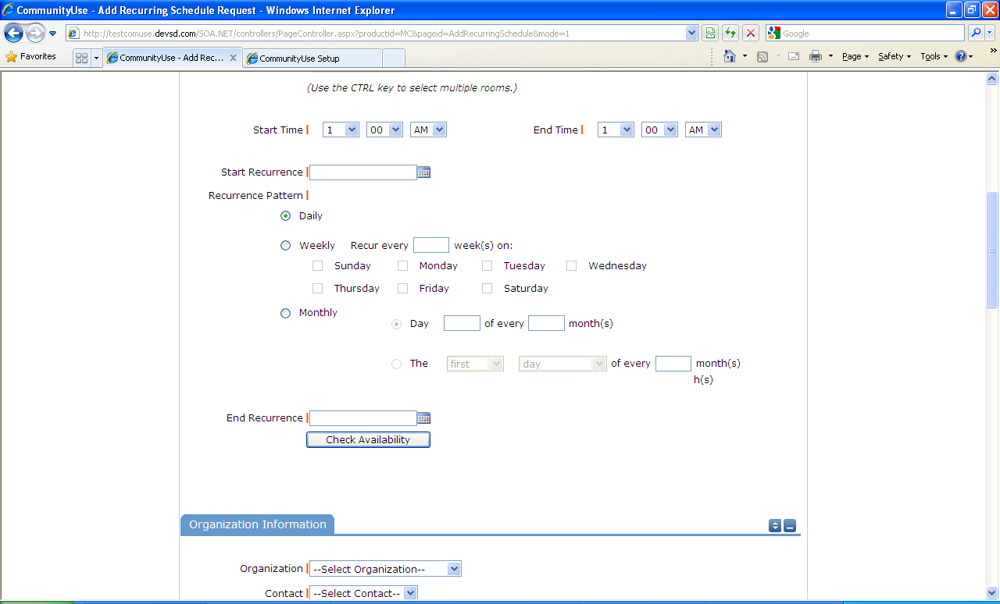 CommunityUse - Add Recurring Schedule Request - Windows Internet Explorer
http://testcomuse.devsd.com/SOA.NET/controllers/PageController.aspx?productid=MC&pageid=AddRecurringSchedule&mode=1
Google
Favorites
CommunityUse - Add Rec...
CommunityUse Setup
Page
Safety
Tools
»
(Use the CTRL key to select multiple rooms.)
Start Time 1 00 AM End Time 1 00 AM
Start Recurrence
Recurrence Pattern
Daily
Weekly Recur every week(s) on:
Sunday Monday Tuesday Wednesday
Thursday Friday Saturday
Monthly
Day of every month(s)
The first day of every month(s)
h(s)
End Recurrence
Check Availability
Organization Information
Organization --Select Organization--
Contact --Select Contact--